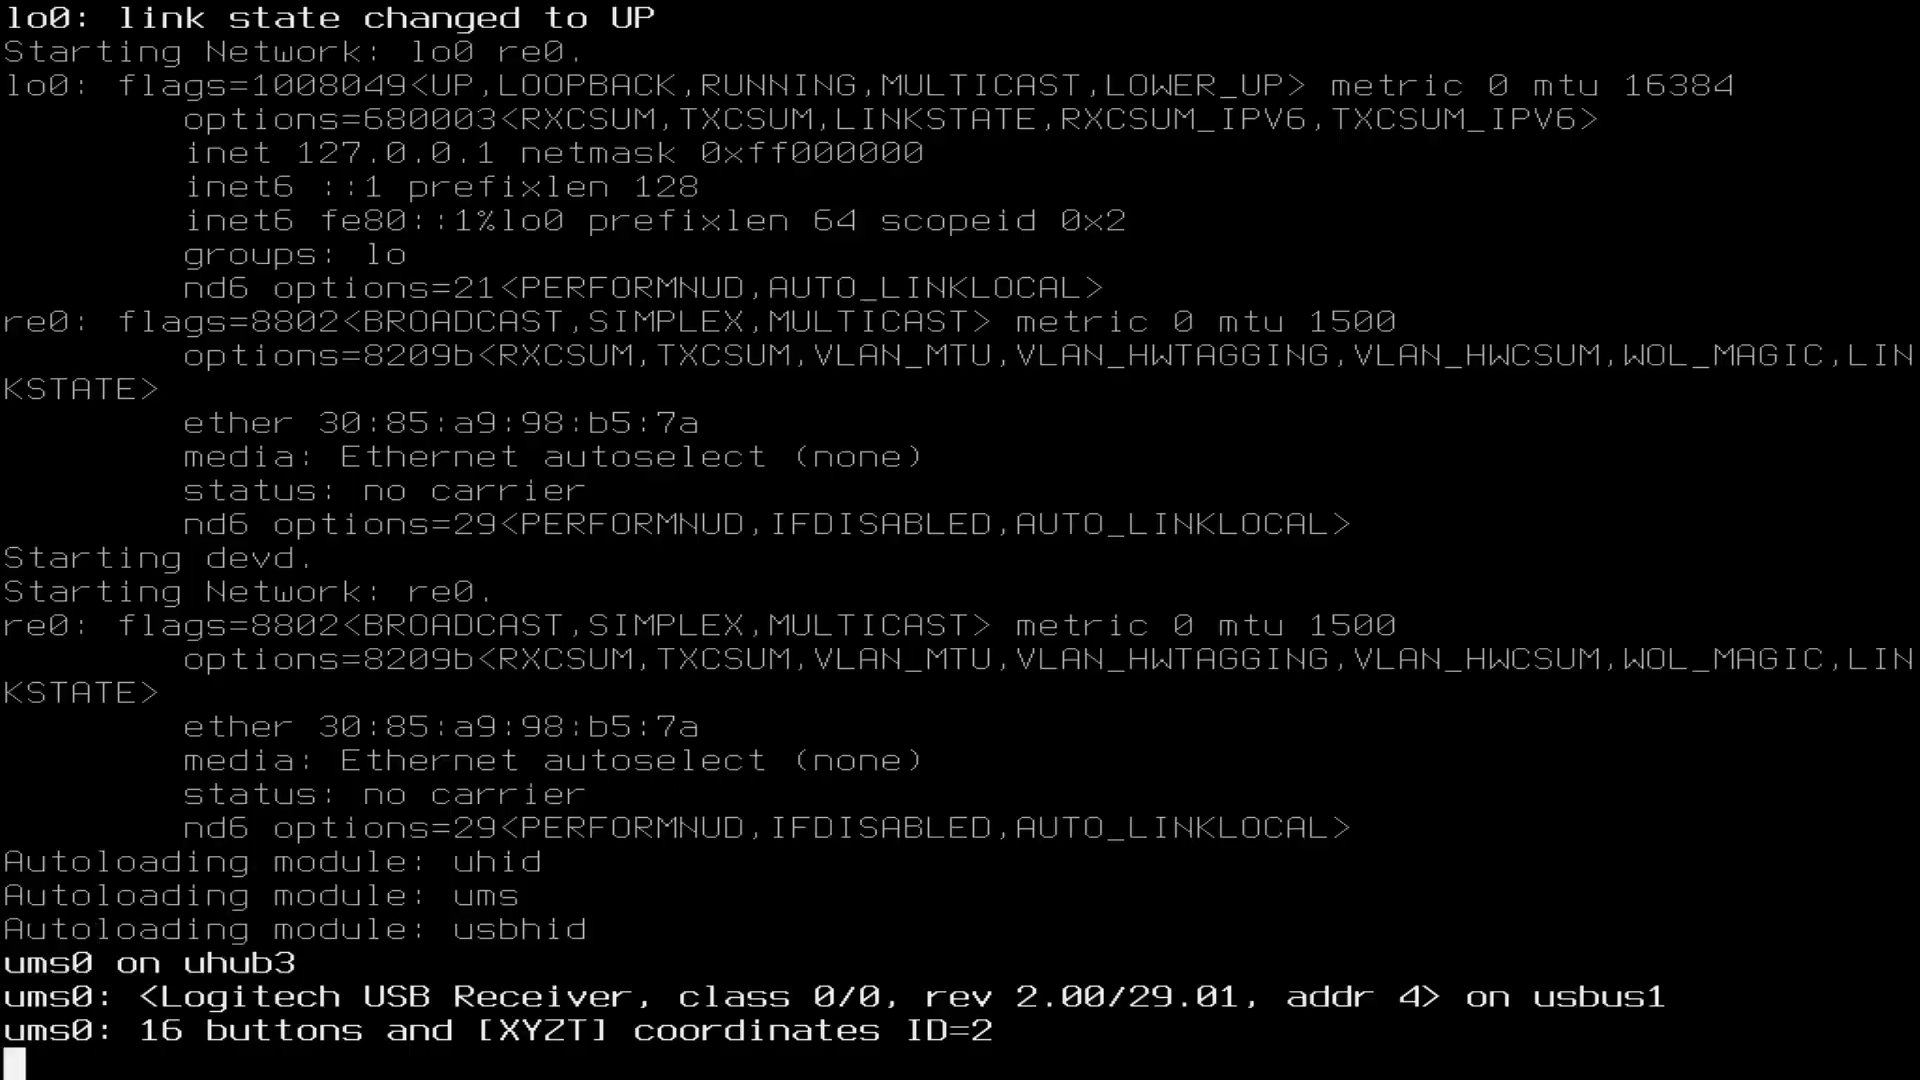 lo0: link state changed to UP
Starting Network: lo0 re0.
lo0: flags=1008049<UP,LOOPBACK,RUNNING,MULTICAST,LOWER_UP> metric 0 mtu 16384
options=680003<RXCSUM,TXCSUM,LINKSTATE,RXCSUM_IPV6,TXCSUM_IPV6>
inet 127.0.0.1 netmask 0xff000000
inet6 ::1 prefixlen 128
inet6 fe80::1%lo0 prefixlen 64 scopeid 0x2
groups: lo
nd6 options=21<PERFORMNUD,AUTO_LINKLOCAL>
re0: flags=8802<BROADCAST,SIMPLEX,MULTICAST> metric 0 mtu 1500
options=8209b<RXCSUM,TXCSUM,VLAN_MTU,VLAN_HWTAGGING,VLAN_HWCSUM,WOL_MAGIC,LIN
KSTATE>
ether 30:85:a9:98:b5:7a
media: Ethernet autoselect (none)
status: no carrier
nd6 options=29<PERFORMNUD,IFDISABLED,AUTO_LINKLOCAL>
Starting devd.
Starting Network: re0.
re0: flags=8802<BROADCAST,SIMPLEX,MULTICAST> metric 0 mtu 1500
options=8209b<RXCSUM,TXCSUM,VLAN_MTU,VLAN_HWTAGGING,VLAN_HWCSUM,WOL_MAGIC,LIN
KSTATE>
ether 30:85:a9:98:b5:7a
media: Ethernet autoselect (none)
status: no carrier
nd6 options=29<PERFORMNUD,IFDISABLED,AUTO_LINKLOCAL>
Autoloading module: uhid
Autoloading module: ums
Autoloading module: usbhid
ums0 on uhub3
ums0: <Logitech USB Receiver, class 0/0, rev 2.00/29.01, addr 4> on usbus1
ums0: 16 buttons and [XYZT] coordinates ID=2